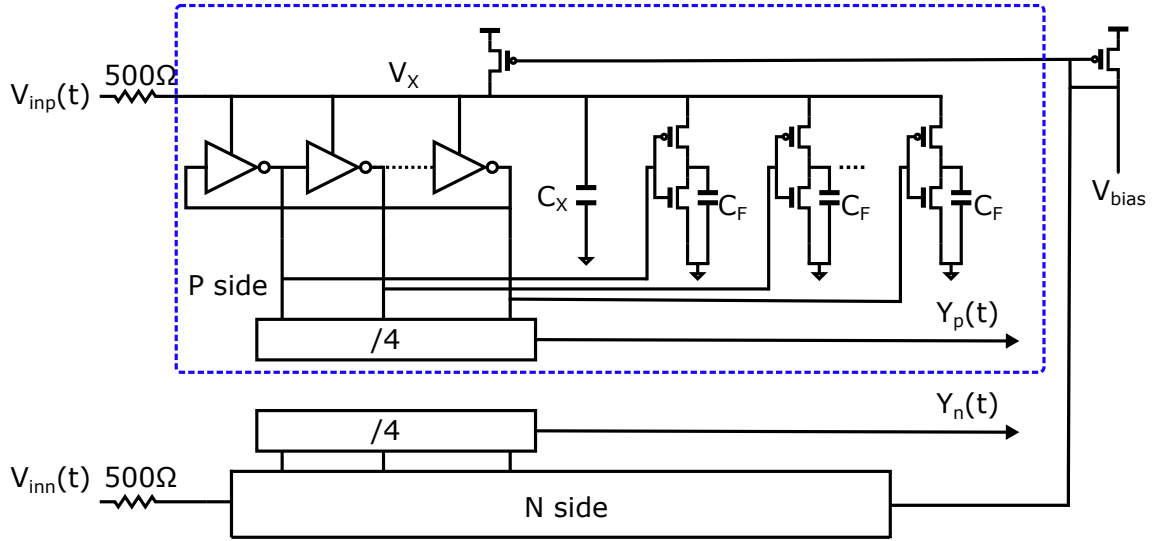 500Ω
V_X
V_inp(t)
C_X
C_F
C_F
C_F
V_bias
P side
Y_p(t)
/4
Y_n(t)
/4
V_inn(t)
500Ω
N side